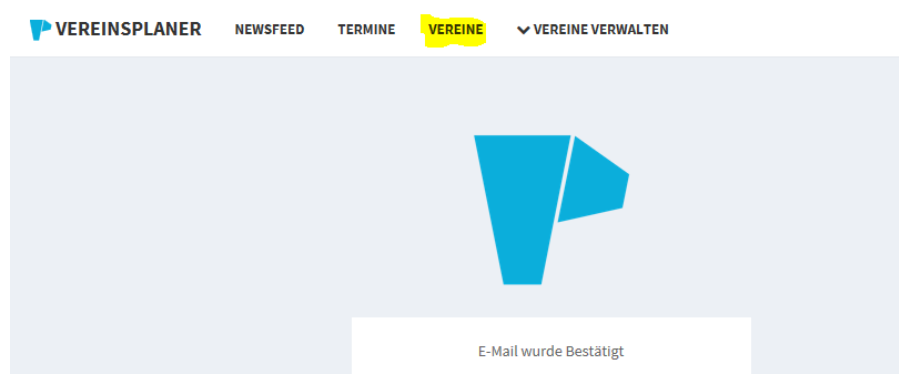 VEREINSPLANER NEWSFEED TERMINE VEREINE VEREINE VERWALTEN
E-Mail wurde Bestätigt